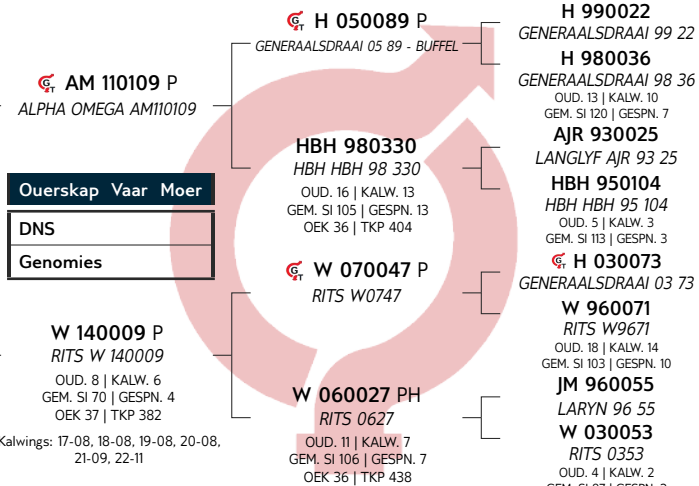 AM 110109 P
ALPHA OMEGA AM110109
Ouerskap Vaar Moer
DNS
Genomies
W 140009 P
RITS W 140009
OUD. 8 | KALW. 6
GEM. SI 70 | GESPN. 4
OEK 37 | TKP 382
Kalwings: 17-08, 18-08, 19-08, 20-08,
21-09, 22-11
H 050089 P
GENERAALSDRAAI 05 89 - BUFFEL
HBH 980330
HBH HBH 98 330
OUD. 16 | KALW. 13
GEM. SI 105 | GESPN. 13
OEK 36 | TKP 404
W 070047 P
RITS W0747
W 060027 PH
RITS 0627
OUD. 11 | KALW. 7
GEM. SI 106 | GESPN. 7
OEK 36 | TKP 438
H 990022
GENERAALSDRAAI 99 22
H 980036
GENERAALSDRAAI 98 36
OUD. 13 | KALW. 10
GEM. SI 120 | GESPN. 7
AJR 930025
LANGLYF AJR 93 25
HBH 950104
HBH HBH 95 104
OUD. 5 | KALW. 3
GEM. SI 113 | GESPN. 3
H 030073
GENERAALSDRAAI 03 73
W 960071
RITS W9671
OUD. 18 | KALW. 14
GEM. SI 103 | GESPN. 10
JM 960055
LARYN 96 55
W 030053
RITS 0353
OUD. 4 | KALW. 2